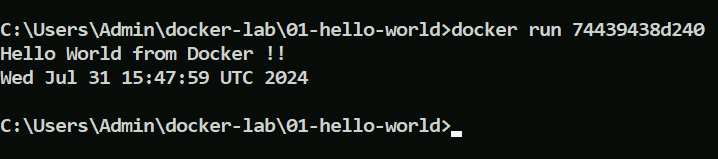 C:\Users\Admin\docker-lab\01-hello-world>docker run 74439438d240
Hello World from Docker !!
Wed Jul 31 15:47:59 UTC 2024
C:\Users\Admin\docker-lab\01-hello-world>